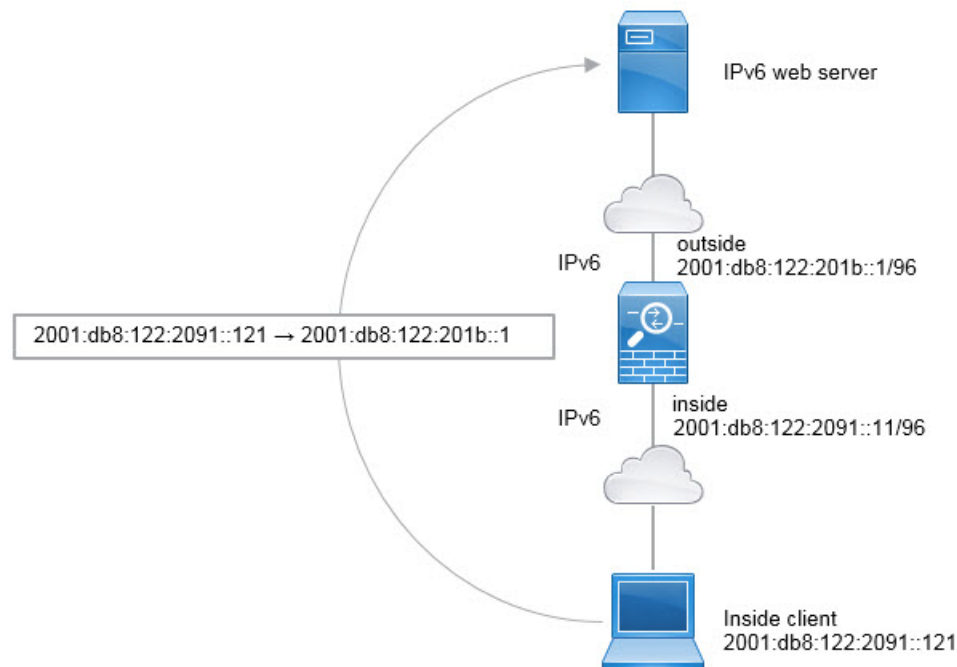 IPv6 web server
outside
IPv6
2001:db8:122:201b::1/96
2001:db8:122:2091::121 → 2001:db8:122:201b::1
inside
IPv6
2001:db8:122:2091::11/96
Inside client
2001:db8:122:2091::121